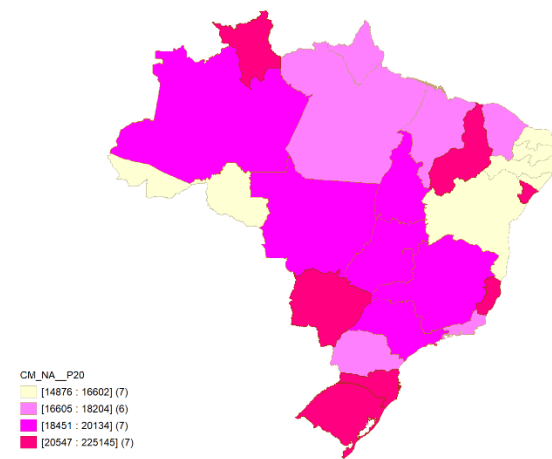 CM_NA__P20
[14876 : 16602] (7)
[16605 : 18204] (6)
[18451 : 20134] (7)
[20547 : 225145] (7)